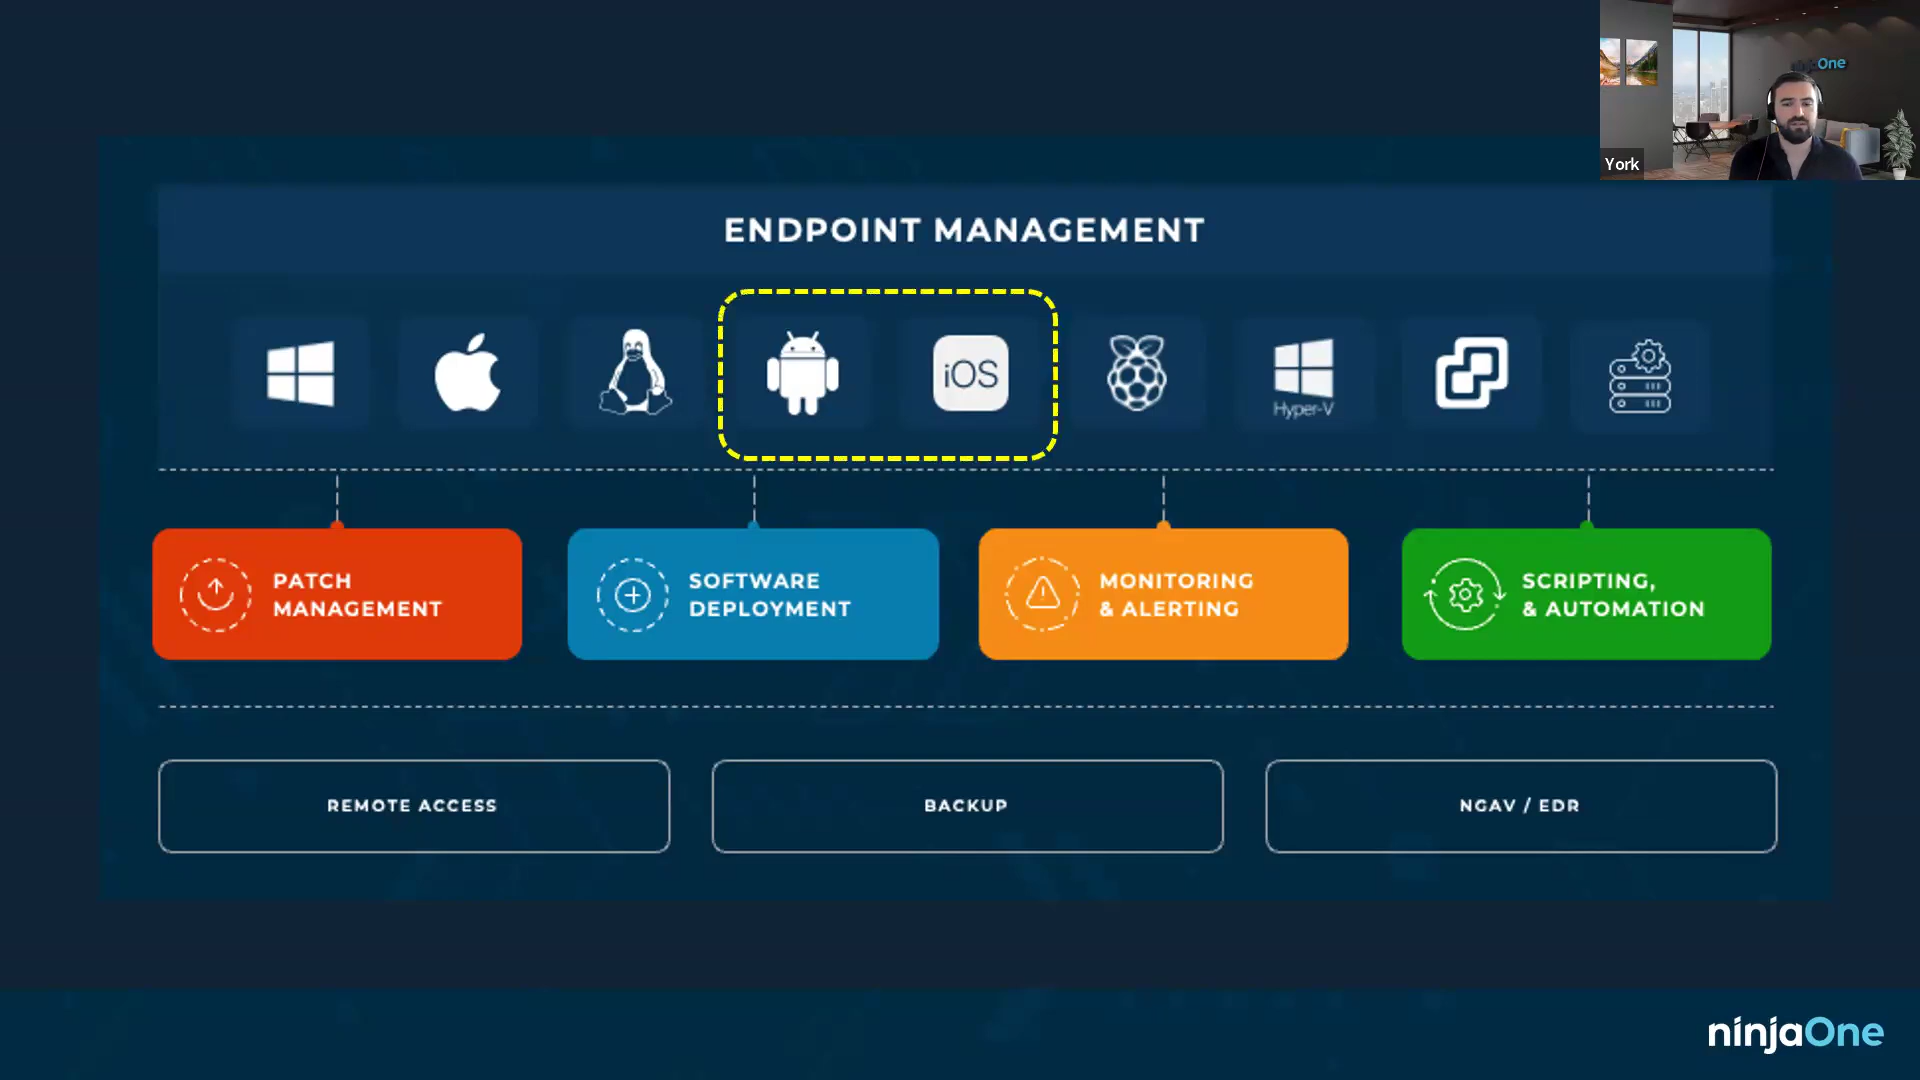 One
York
ENDPOINT MANAGEMENT
iOS
Hyper-V
PATCH
MANAGEMENT
SOFTWARE
DEPLOYMENT
MONITORING
& ALERTING
SCRIPTING,
& AUTOMATION
REMOTE ACCESS
BACKUP
NGAV / EDR
ninjaOne